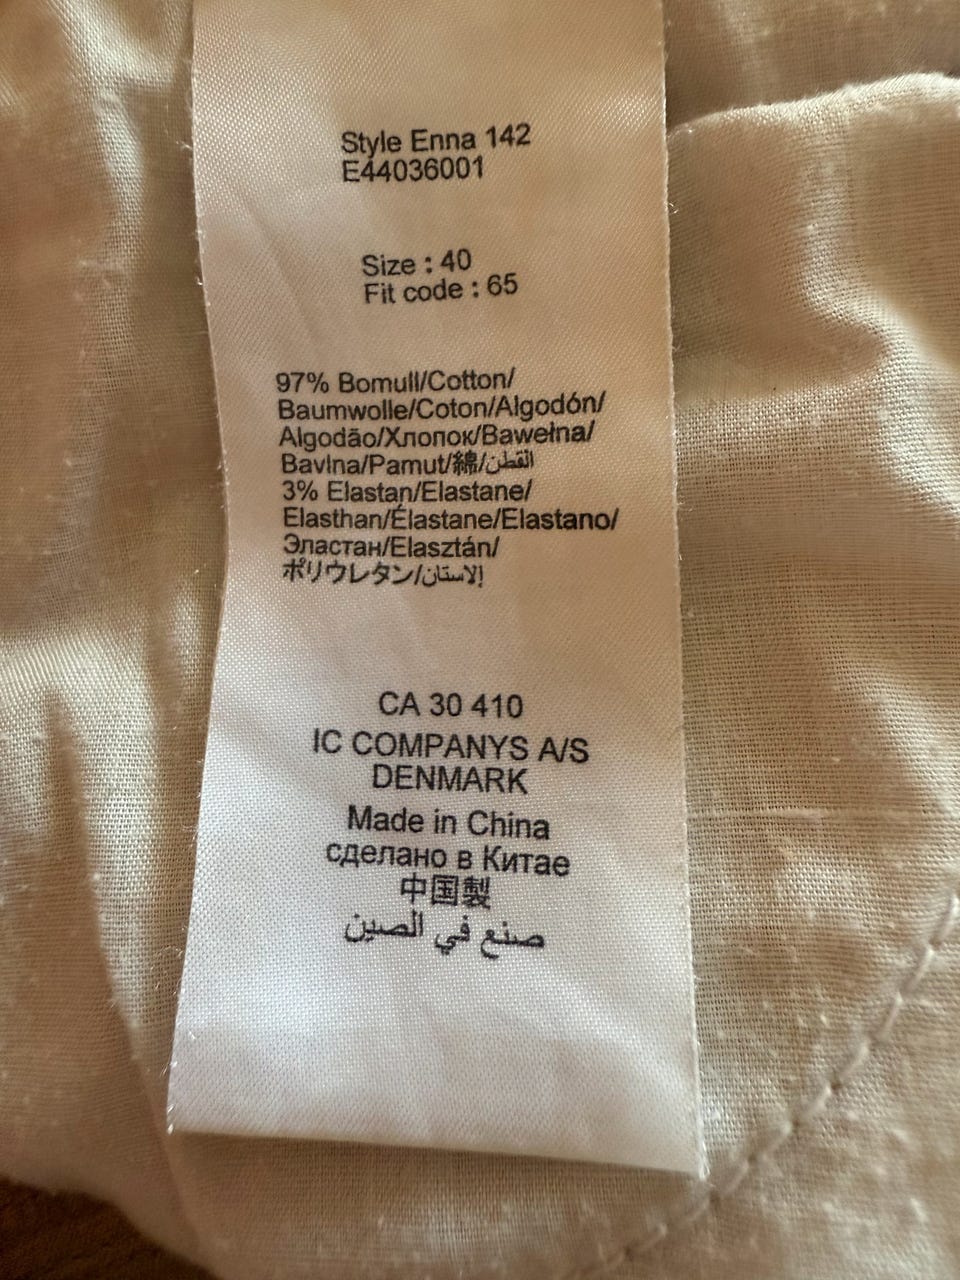 Style Enna 142
E44036001
Size : 40
Fit code : 65
97% Bomull/Cotton/
Baumwolle/Coton/Algodón/
Algodão/Хлопок/Bawełna/
Bavlna/Pamut/綿/القطن
3% Elastan/Elastane/
Elasthan/Élastane/Elastano/
Эластан/Elasztán/
ポリウレタン/إلاستان
CA 30 410
IC COMPANYS A/S
DENMARK
Made in China
сделано в Китае
中国製
صنع في الصين